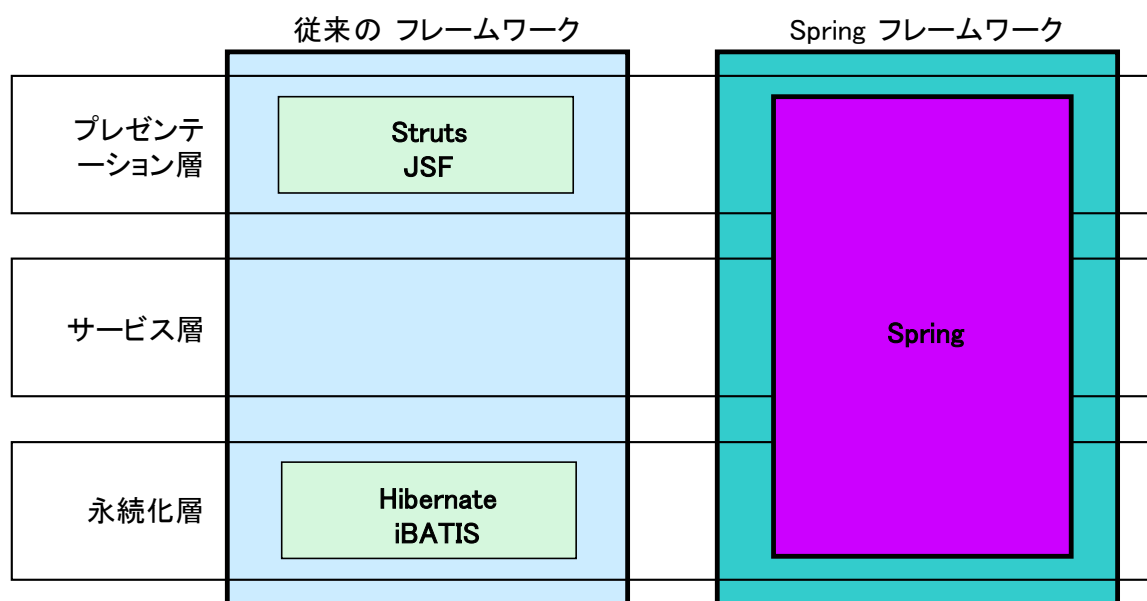 従来の フレームワーク
Spring フレームワーク
プレゼンテ
ーション層
Struts
JSF
サービス層
Spring
永続化層
Hibernate
iBATIS